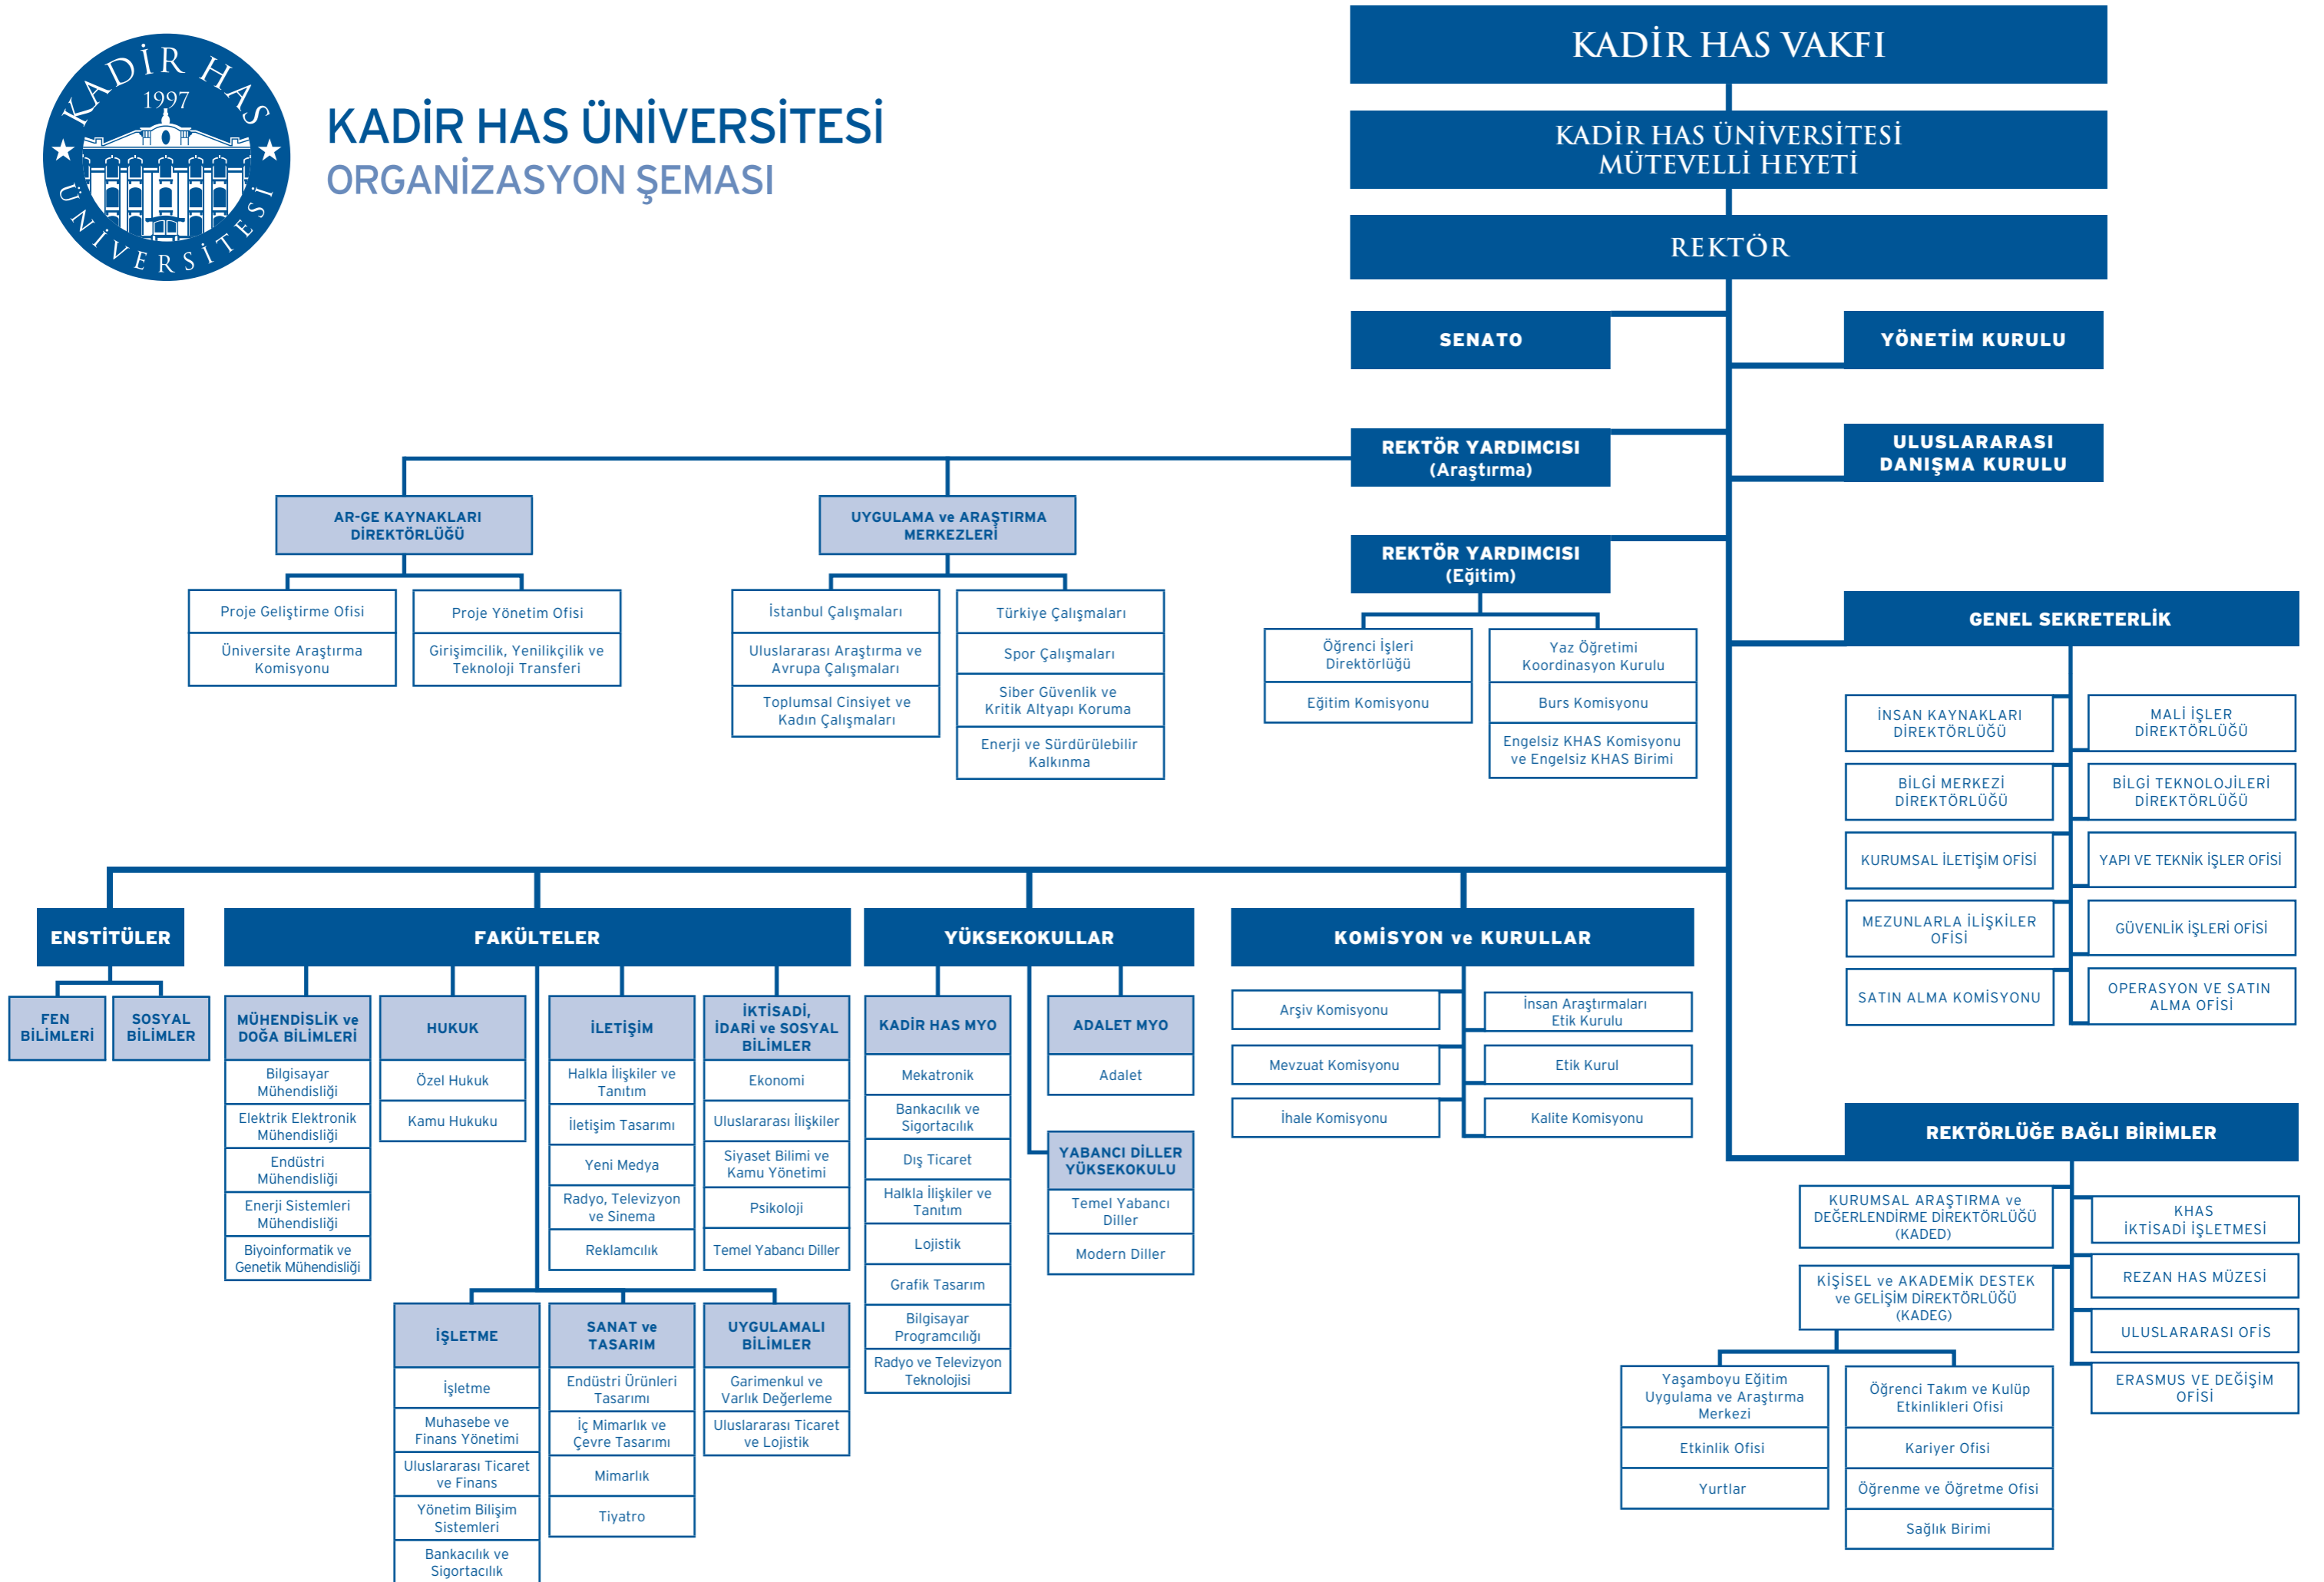 KADİR HAS
1997
ÜNİVERSİTESİ
KADİR HAS ÜNİVERSİTESİ
ORGANİZASYON ŞEMASI
KADİR HAS VAKFI
KADİR HAS ÜNİVERSİTESİ
MÜTEVELLİ HEYETİ
REKTÖR
SENATO
YÖNETİM KURULU
REKTÖR YARDIMCISI
(Araştırma)
ULUSLARARASI
DANIŞMA KURULU
AR-GE KAYNAKLARI
DİREKTÖRLÜĞÜ
Proje Geliştirme Ofisi
Üniversite Araştırma
Komisyonu
Proje Yönetim Ofisi
Girişimcilik, Yenilikçilik ve
Teknoloji Transferi
UYGULAMA ve ARAŞTIRMA
MERKEZLERİ
İstanbul Çalışmaları
Uluslararası Araştırma ve
Avrupa Çalışmaları
Toplumsal Cinsiyet ve
Kadın Çalışmaları
Türkiye Çalışmaları
Spor Çalışmaları
Siber Güvenlik ve
Kritik Altyapı Koruma
Enerji ve Sürdürülebilir
Kalkınma
REKTÖR YARDIMCISI
(Eğitim)
Öğrenci İşleri
Direktörlüğü
Eğitim Komisyonu
Yaz Öğretimi
Koordinasyon Kurulu
Burs Komisyonu
Engelsiz KHAS Komisyonu
ve Engelsiz KHAS Birimi
GENEL SEKRETERLİK
İNSAN KAYNAKLARI
DİREKTÖRLÜĞÜ
MALİ İŞLER
DİREKTÖRLÜĞÜ
BİLGİ MERKEZİ
DİREKTÖRLÜĞÜ
BİLGİ TEKNOLOJİLERİ
DİREKTÖRLÜĞÜ
KURUMSAL İLETİŞİM OFİSİ
YAPI VE TEKNİK İŞLER OFİSİ
MEZUNLARLA İLİŞKİLER
OFİSİ
GÜVENLİK İŞLERİ OFİSİ
SATIN ALMA KOMİSYONU
OPERASYON VE SATIN
ALMA OFİSİ
ENSTİTÜLER
FEN
BİLİMLERİ
SOSYAL
BİLİMLER
FAKÜLTELER
MÜHENDİSLİK ve
DOĞA BİLİMLERİ
Bilgisayar
Mühendisliği
Elektrik Elektronik
Mühendisliği
Endüstri
Mühendisliği
Enerji Sistemleri
Mühendisliği
Biyoinformatik ve
Genetik Mühendisliği
HUKUK
Özel Hukuk
Kamu Hukuku
İLETİŞİM
Halkla İlişkiler ve
Tanıtım
İletişim Tasarımı
Yeni Medya
Radyo, Televizyon
ve Sinema
Reklamcılık
İKTİSADİ,
İDARİ ve SOSYAL
BİLİMLER
Ekonomi
Uluslararası İlişkiler
Siyaset Bilimi ve
Kamu Yönetimi
Psikoloji
Temel Yabancı Diller
İŞLETME
İşletme
Muhasebe ve
Finans Yönetimi
Uluslararası Ticaret
ve Finans
Yönetim Bilişim
Sistemleri
Bankacılık ve
Sigortacılık
SANAT ve
TASARIM
Endüstri Ürünleri
Tasarımı
İç Mimarlık ve
Çevre Tasarımı
Mimarlık
Tiyatro
UYGULAMALI
BİLİMLER
Garimenkul ve
Varlık Değerleme
Uluslararası Ticaret
ve Lojistik
YÜKSEKOKULLAR
KADİR HAS MYO
Mekatronik
Bankacılık ve
Sigortacılık
Dış Ticaret
Halkla İlişkiler ve
Tanıtım
Lojistik
Grafik Tasarım
Bilgisayar
Programcılığı
Radyo ve Televizyon
Teknolojisi
ADALET MYO
Adalet
YABANCI DİLLER
YÜKSEKOKULU
Temel Yabancı
Diller
Modern Diller
KOMİSYON ve KURULLAR
Arşiv Komisyonu
İnsan Araştırmaları
Etik Kurulu
Mevzuat Komisyonu
Etik Kurul
İhale Komisyonu
Kalite Komisyonu
REKTÖRLÜĞE BAĞLI BİRİMLER
KURUMSAL ARAŞTIRMA ve
DEĞERLENDİRME DİREKTÖRLÜĞÜ
(KADED)
KHAS
İKTİSADİ İŞLETMESİ
KİŞİSEL ve AKADEMİK DESTEK
ve GELİŞİM DİREKTÖRLÜĞÜ
(KADEG)
REZAN HAS MÜZESİ
ULUSLARARASI OFİS
ERASMUS VE DEĞİŞİM
OFİSİ
Yaşamboyu Eğitim
Uygulama ve Araştırma
Merkezi
Etkinlik Ofisi
Yurtlar
Öğrenci Takım ve Kulüp
Etkinlikleri Ofisi
Kariyer Ofisi
Öğrenme ve Öğretme Ofisi
Sağlık Birimi